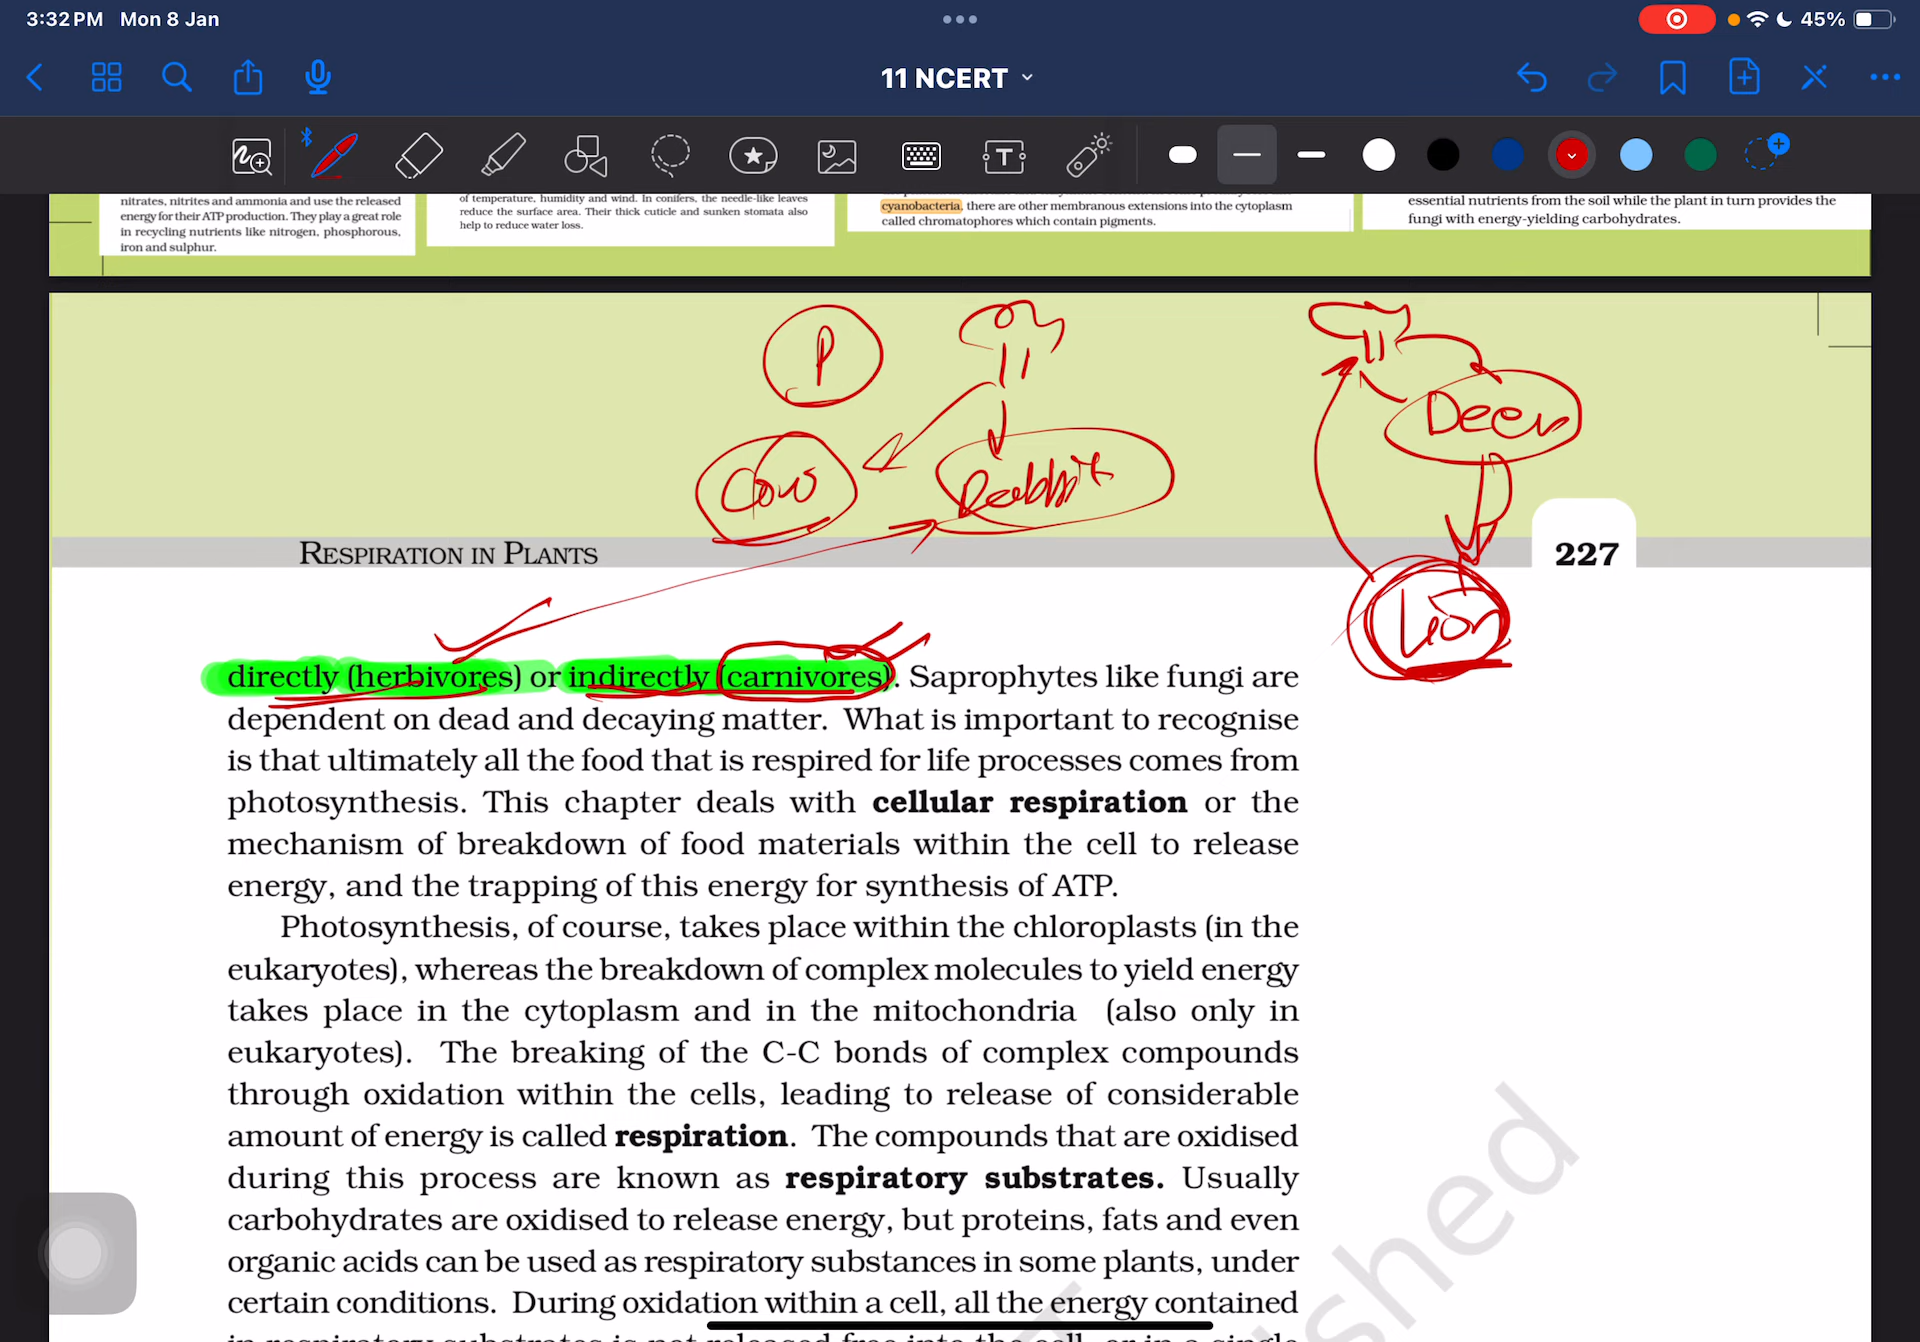 3:32 PM Mon 8 Jan
45%
11 NCERT
nitrates, nitrites and ammonia and use the released
energy for their ATP production. They play a great role
in recycling nutrients like nitrogen, phosphorous,
iron and sulphur.
of temperature, humidity and wind. In conifers, the needle-like leaves
reduce the surface area. Their thick cuticle and sunken stomata also
help to reduce water loss.
cyanobacteria, there are other membranous extensions into the cytoplasm
called chromatophores which contain pigments.
essential nutrients from the soil while the plant in turn provides the
fungi with energy-yielding carbohydrates.
P
Cow
Rabbit
Deer
Lion
RESPIRATION IN PLANTS
227
directly (herbivores) or indirectly (carnivores). Saprophytes like fungi are
dependent on dead and decaying matter. What is important to recognise
is that ultimately all the food that is respired for life processes comes from
photosynthesis. This chapter deals with cellular respiration or the
mechanism of breakdown of food materials within the cell to release
energy, and the trapping of this energy for synthesis of ATP.
Photosynthesis, of course, takes place within the chloroplasts (in the
eukaryotes), whereas the breakdown of complex molecules to yield energy
takes place in the cytoplasm and in the mitochondria (also only in
eukaryotes). The breaking of the C-C bonds of complex compounds
through oxidation within the cells, leading to release of considerable
amount of energy is called respiration. The compounds that are oxidised
during this process are known as respiratory substrates. Usually
carbohydrates are oxidised to release energy, but proteins, fats and even
organic acids can be used as respiratory substances in some plants, under
certain conditions. During oxidation within a cell, all the energy contained